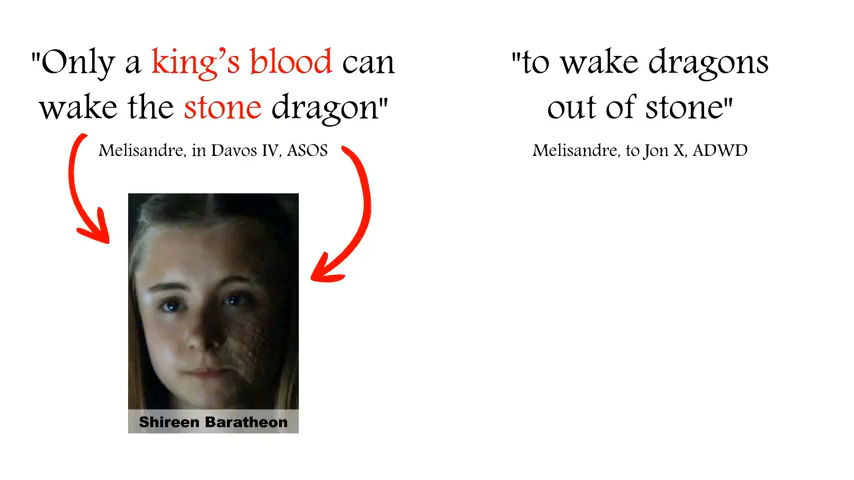 "Only a king’s blood can
wake the stone dragon"
Melisandre, in Davos IV, ASOS
Shireen Baratheon
"to wake dragons
out of stone"
Melisandre, to Jon X, ADWD